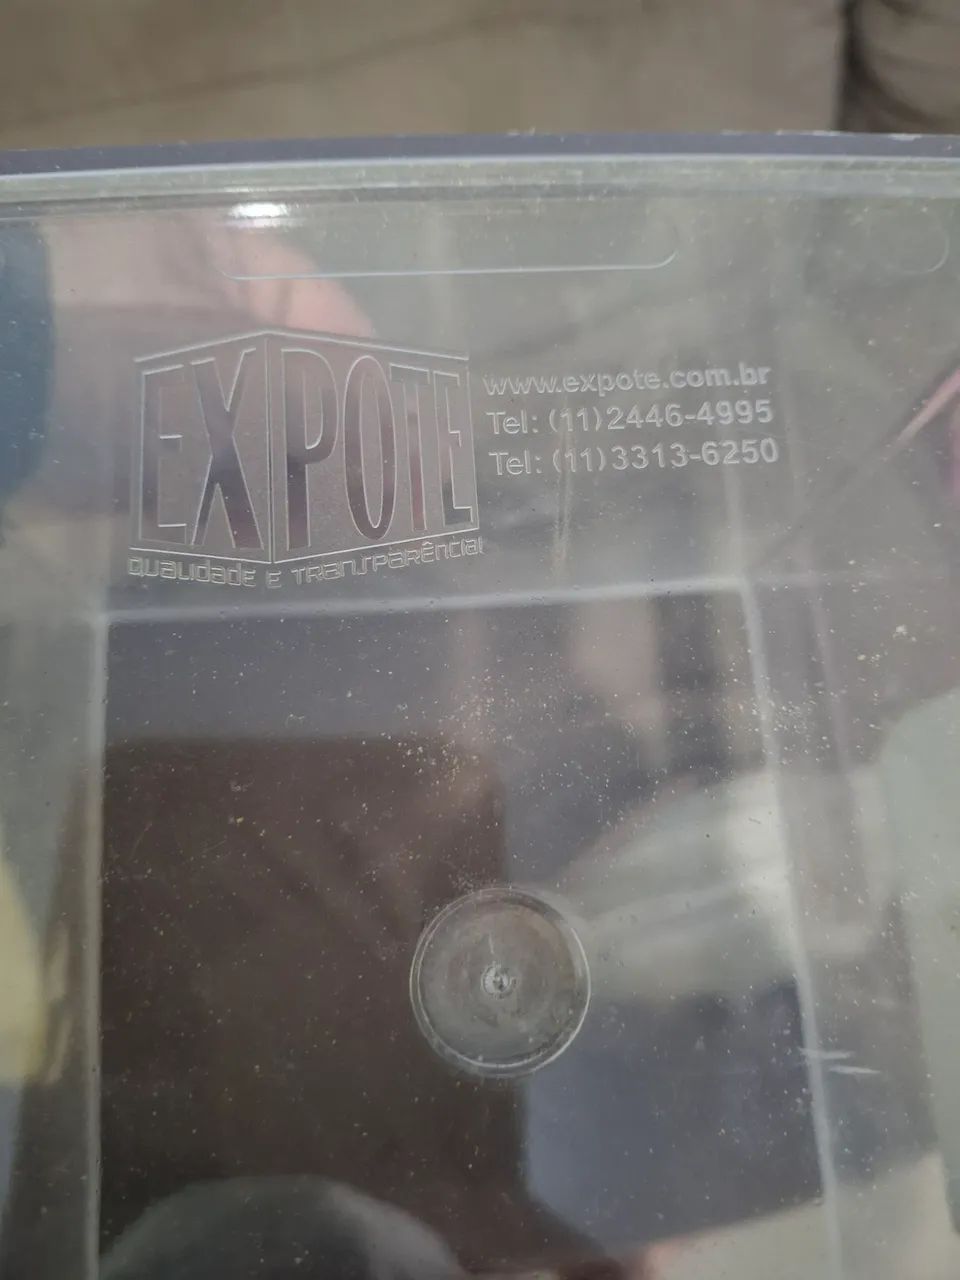 EXPOTE
QUALIDADE E TRANSPARÊNCIA!
www.expote.com.br
Tel: (11)2446-4995
Tel: (11)3313-6250